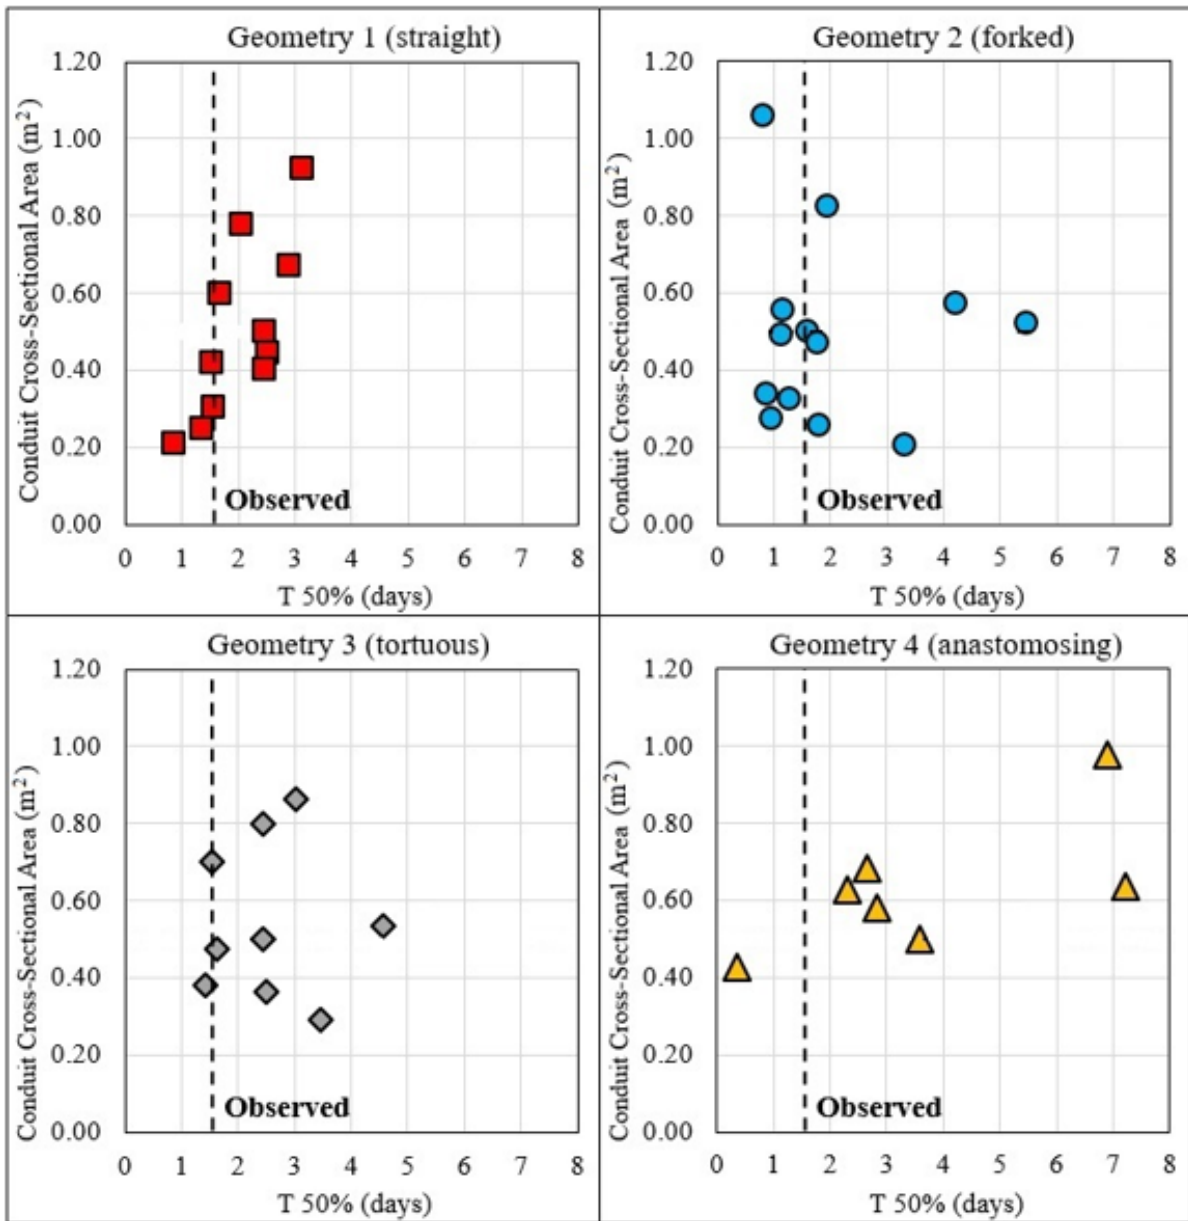 Geometry 1 (straight)
Conduit Cross-Sectional Area (m²)
1.20
1.00
0.80
0.60
0.40
0.20
0.00
Observed
0 1 2 3 4 5 6 7 8
T 50% (days)
Geometry 2 (forked)
Conduit Cross-Sectional Area (m²)
1.20
1.00
0.80
0.60
0.40
0.20
0.00
Observed
0 1 2 3 4 5 6 7 8
T 50% (days)
Geometry 3 (tortuous)
Conduit Cross-Sectional Area (m²)
1.20
1.00
0.80
0.60
0.40
0.20
0.00
Observed
0 1 2 3 4 5 6 7 8
T 50% (days)
Geometry 4 (anastomosing)
Conduit Cross-Sectional Area (m²)
1.20
1.00
0.80
0.60
0.40
0.20
0.00
Observed
0 1 2 3 4 5 6 7 8
T 50% (days)